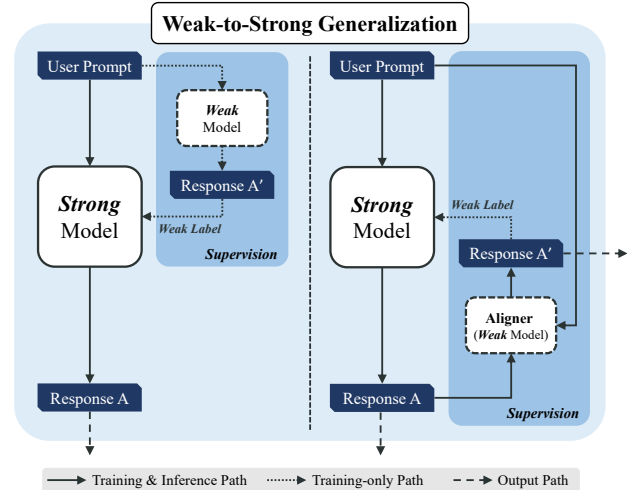 Weak-to-Strong Generalization
User Prompt
Weak
Model
Response A′
Strong
Model
Weak Label
Supervision
Response A
User Prompt
Strong
Model
Weak Label
Response A′
Aligner
(Weak Model)
Response A
Supervision
Training & Inference Path
Training-only Path
Output Path